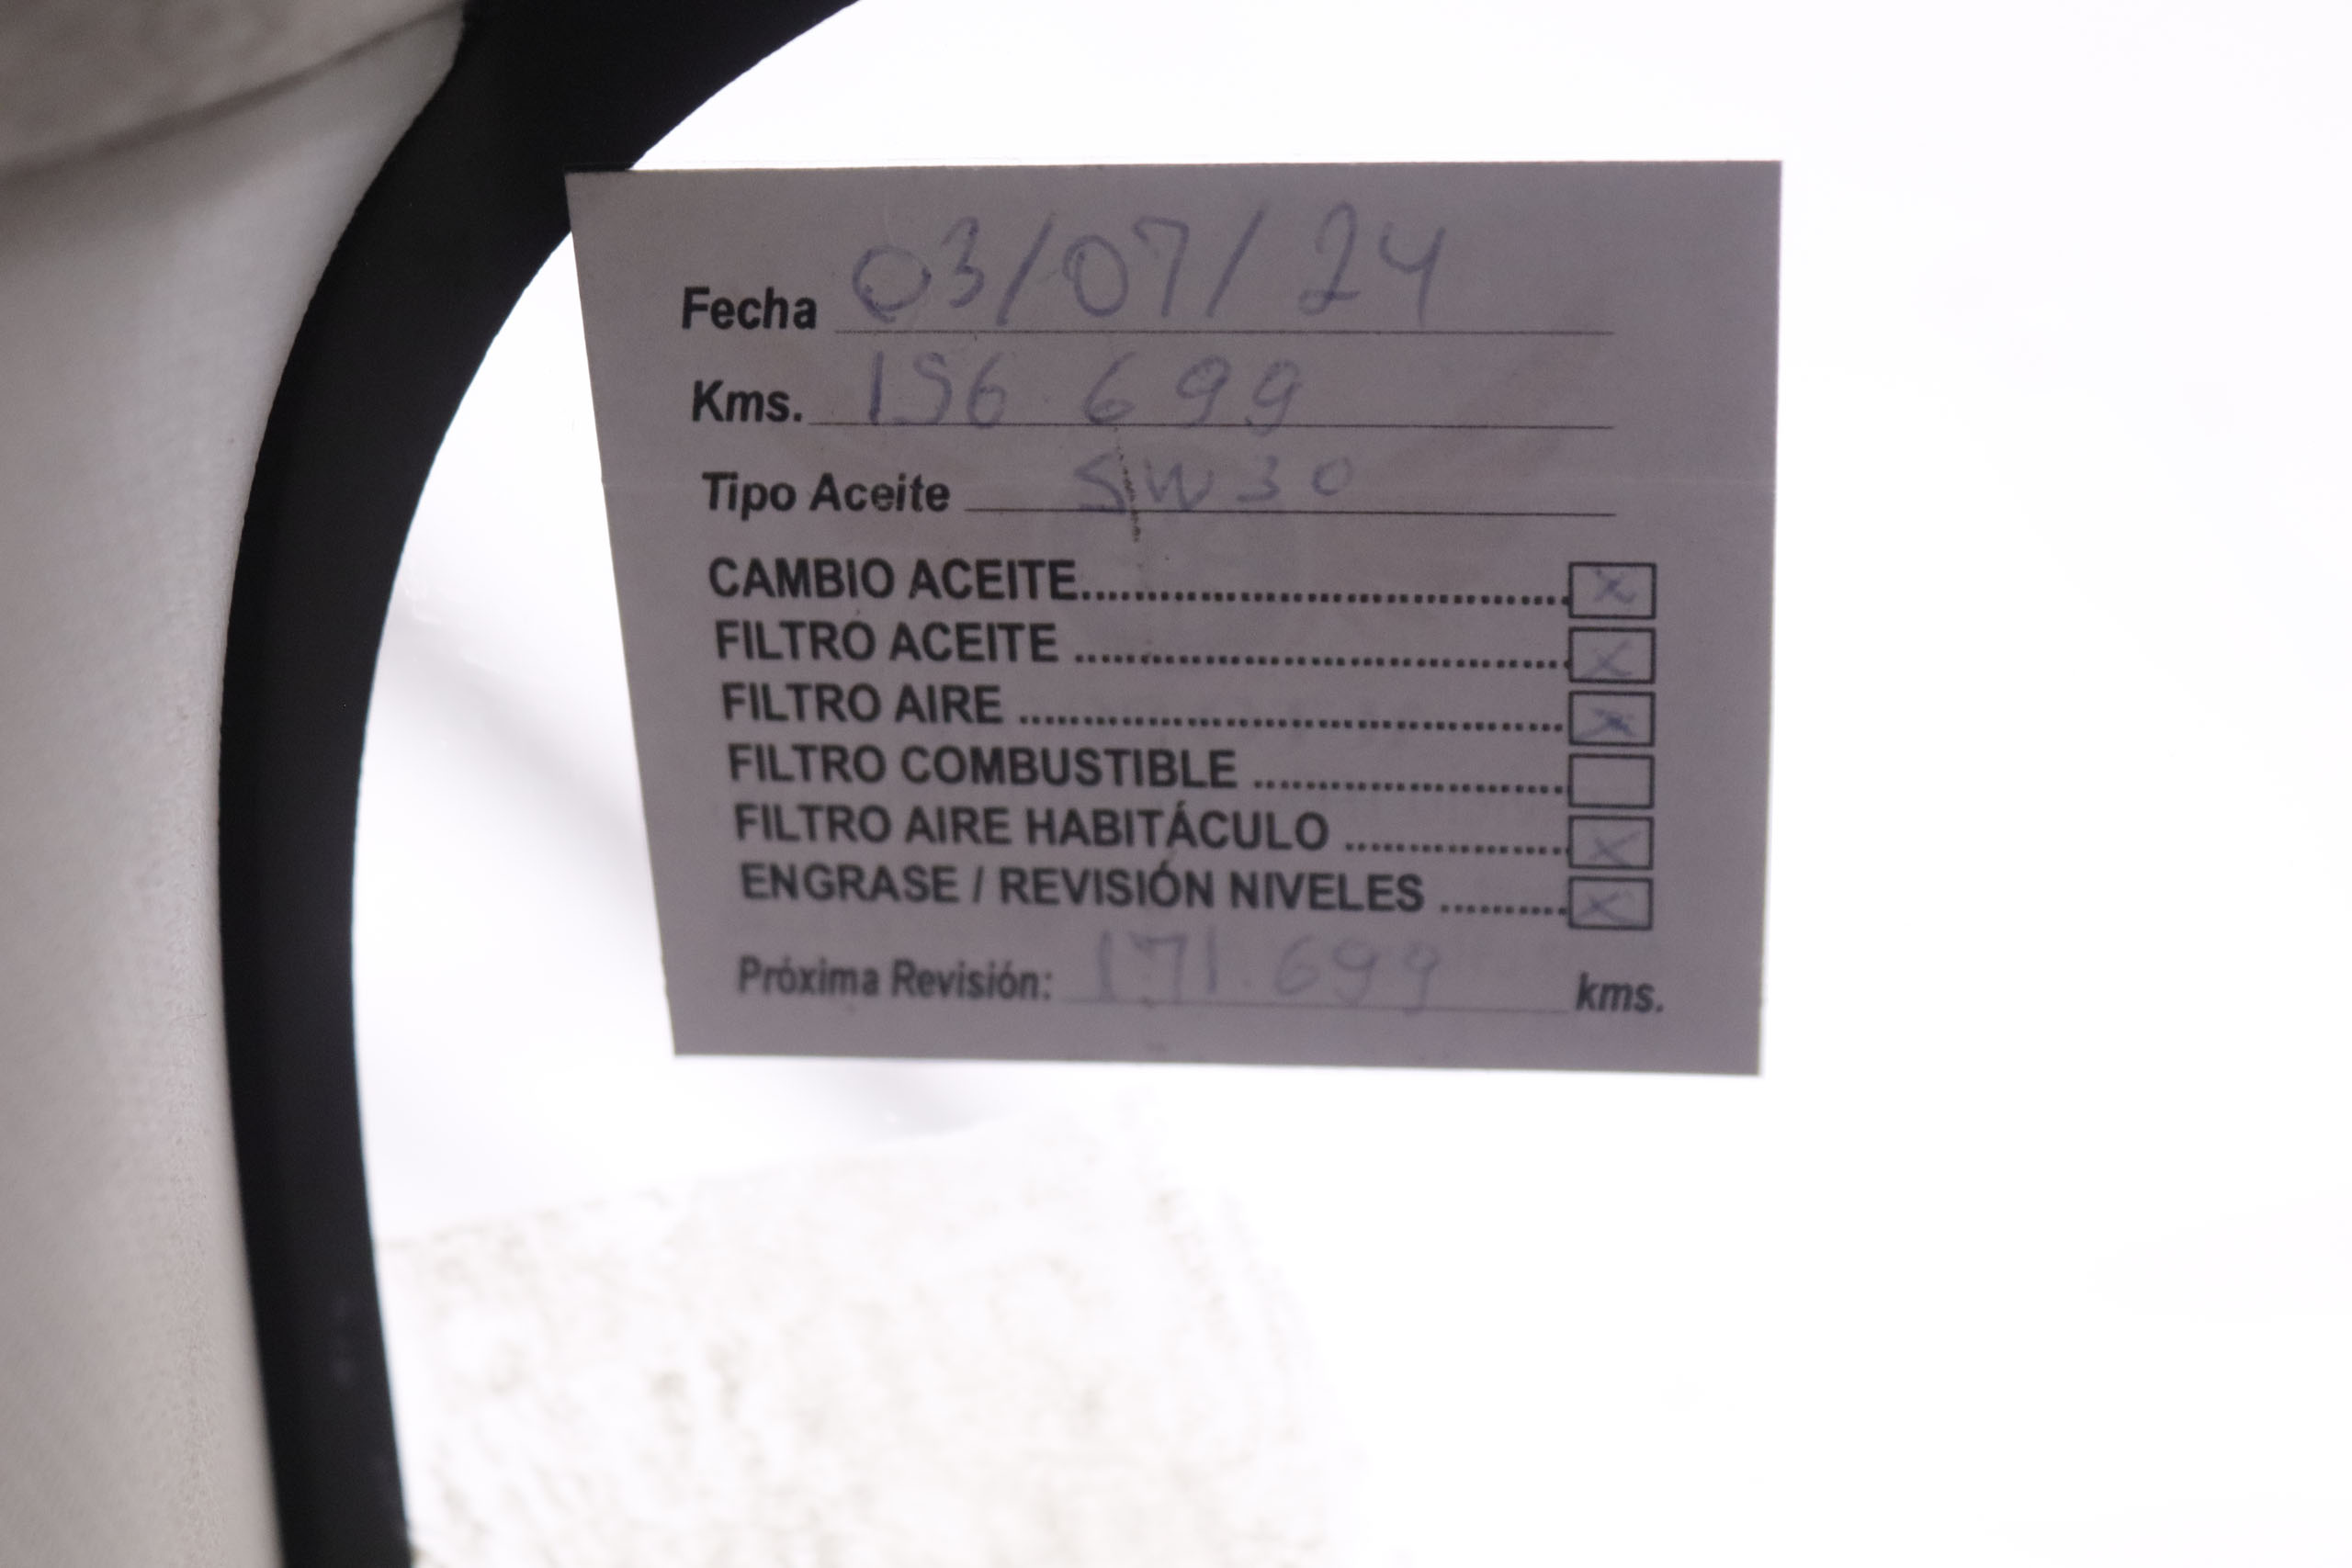 Fecha 03/07/24
Kms. 156 699
Tipo Aceite 5W30
CAMBIO ACEITE........................................ X
FILTRO ACEITE ........................................ X
FILTRO AIRE ............................................ X
FILTRO COMBUSTIBLE ..........................
FILTRO AIRE HABITÁCULO ................... X
ENGRASE / REVISIÓN NIVELES .......... X
Próxima Revisión: 171.699 kms.